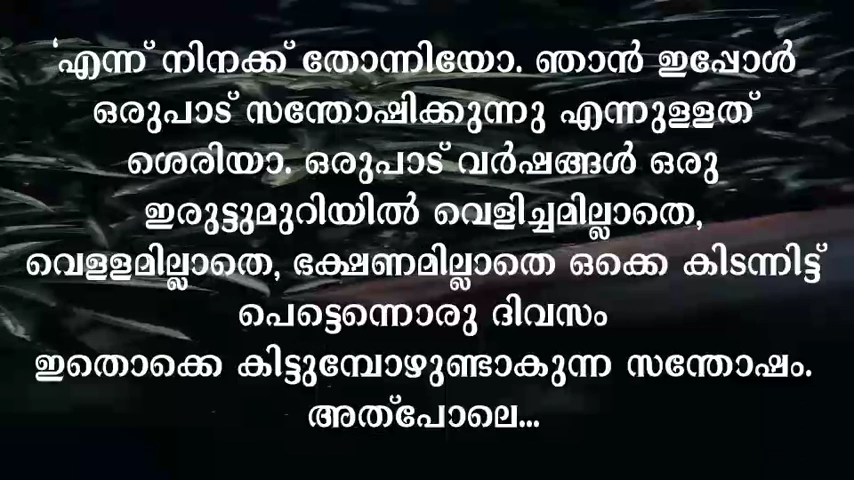 ‘എന്ന് നിനക്ക് തോന്നിയോ. ഞാൻ ഇപ്പോൾ
ഒരുപാട് സന്തോഷിക്കുന്നു എന്നുള്ളത്
ശെരിയാ. ഒരുപാട് വർഷങ്ങൾ ഒരു
ഇരുട്ടുമുറിയിൽ വെളിച്ചമില്ലാതെ,
വെള്ളമില്ലാതെ, ഭക്ഷണമില്ലാതെ ഒക്കെ കിടന്നിട്ട്
പെട്ടെന്നൊരു ദിവസം
ഇതൊക്കെ കിട്ടുമ്പോഴുണ്ടാകുന്ന സന്തോഷം.
അത്പോലെ...